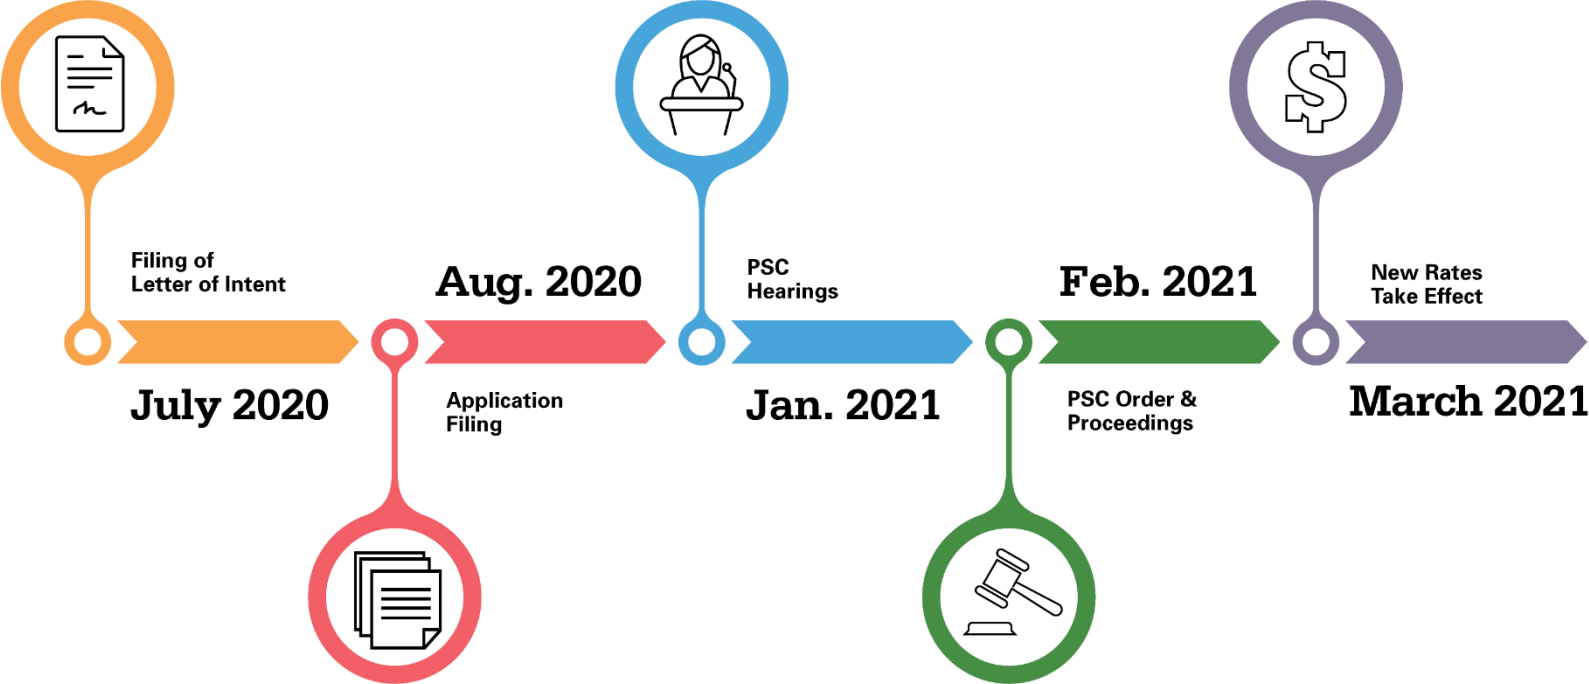 Filing of
Letter of Intent
July 2020
Aug. 2020
Application
Filing
PSC
Hearings
Jan. 2021
Feb. 2021
PSC Order &
Proceedings
New Rates
Take Effect
March 2021